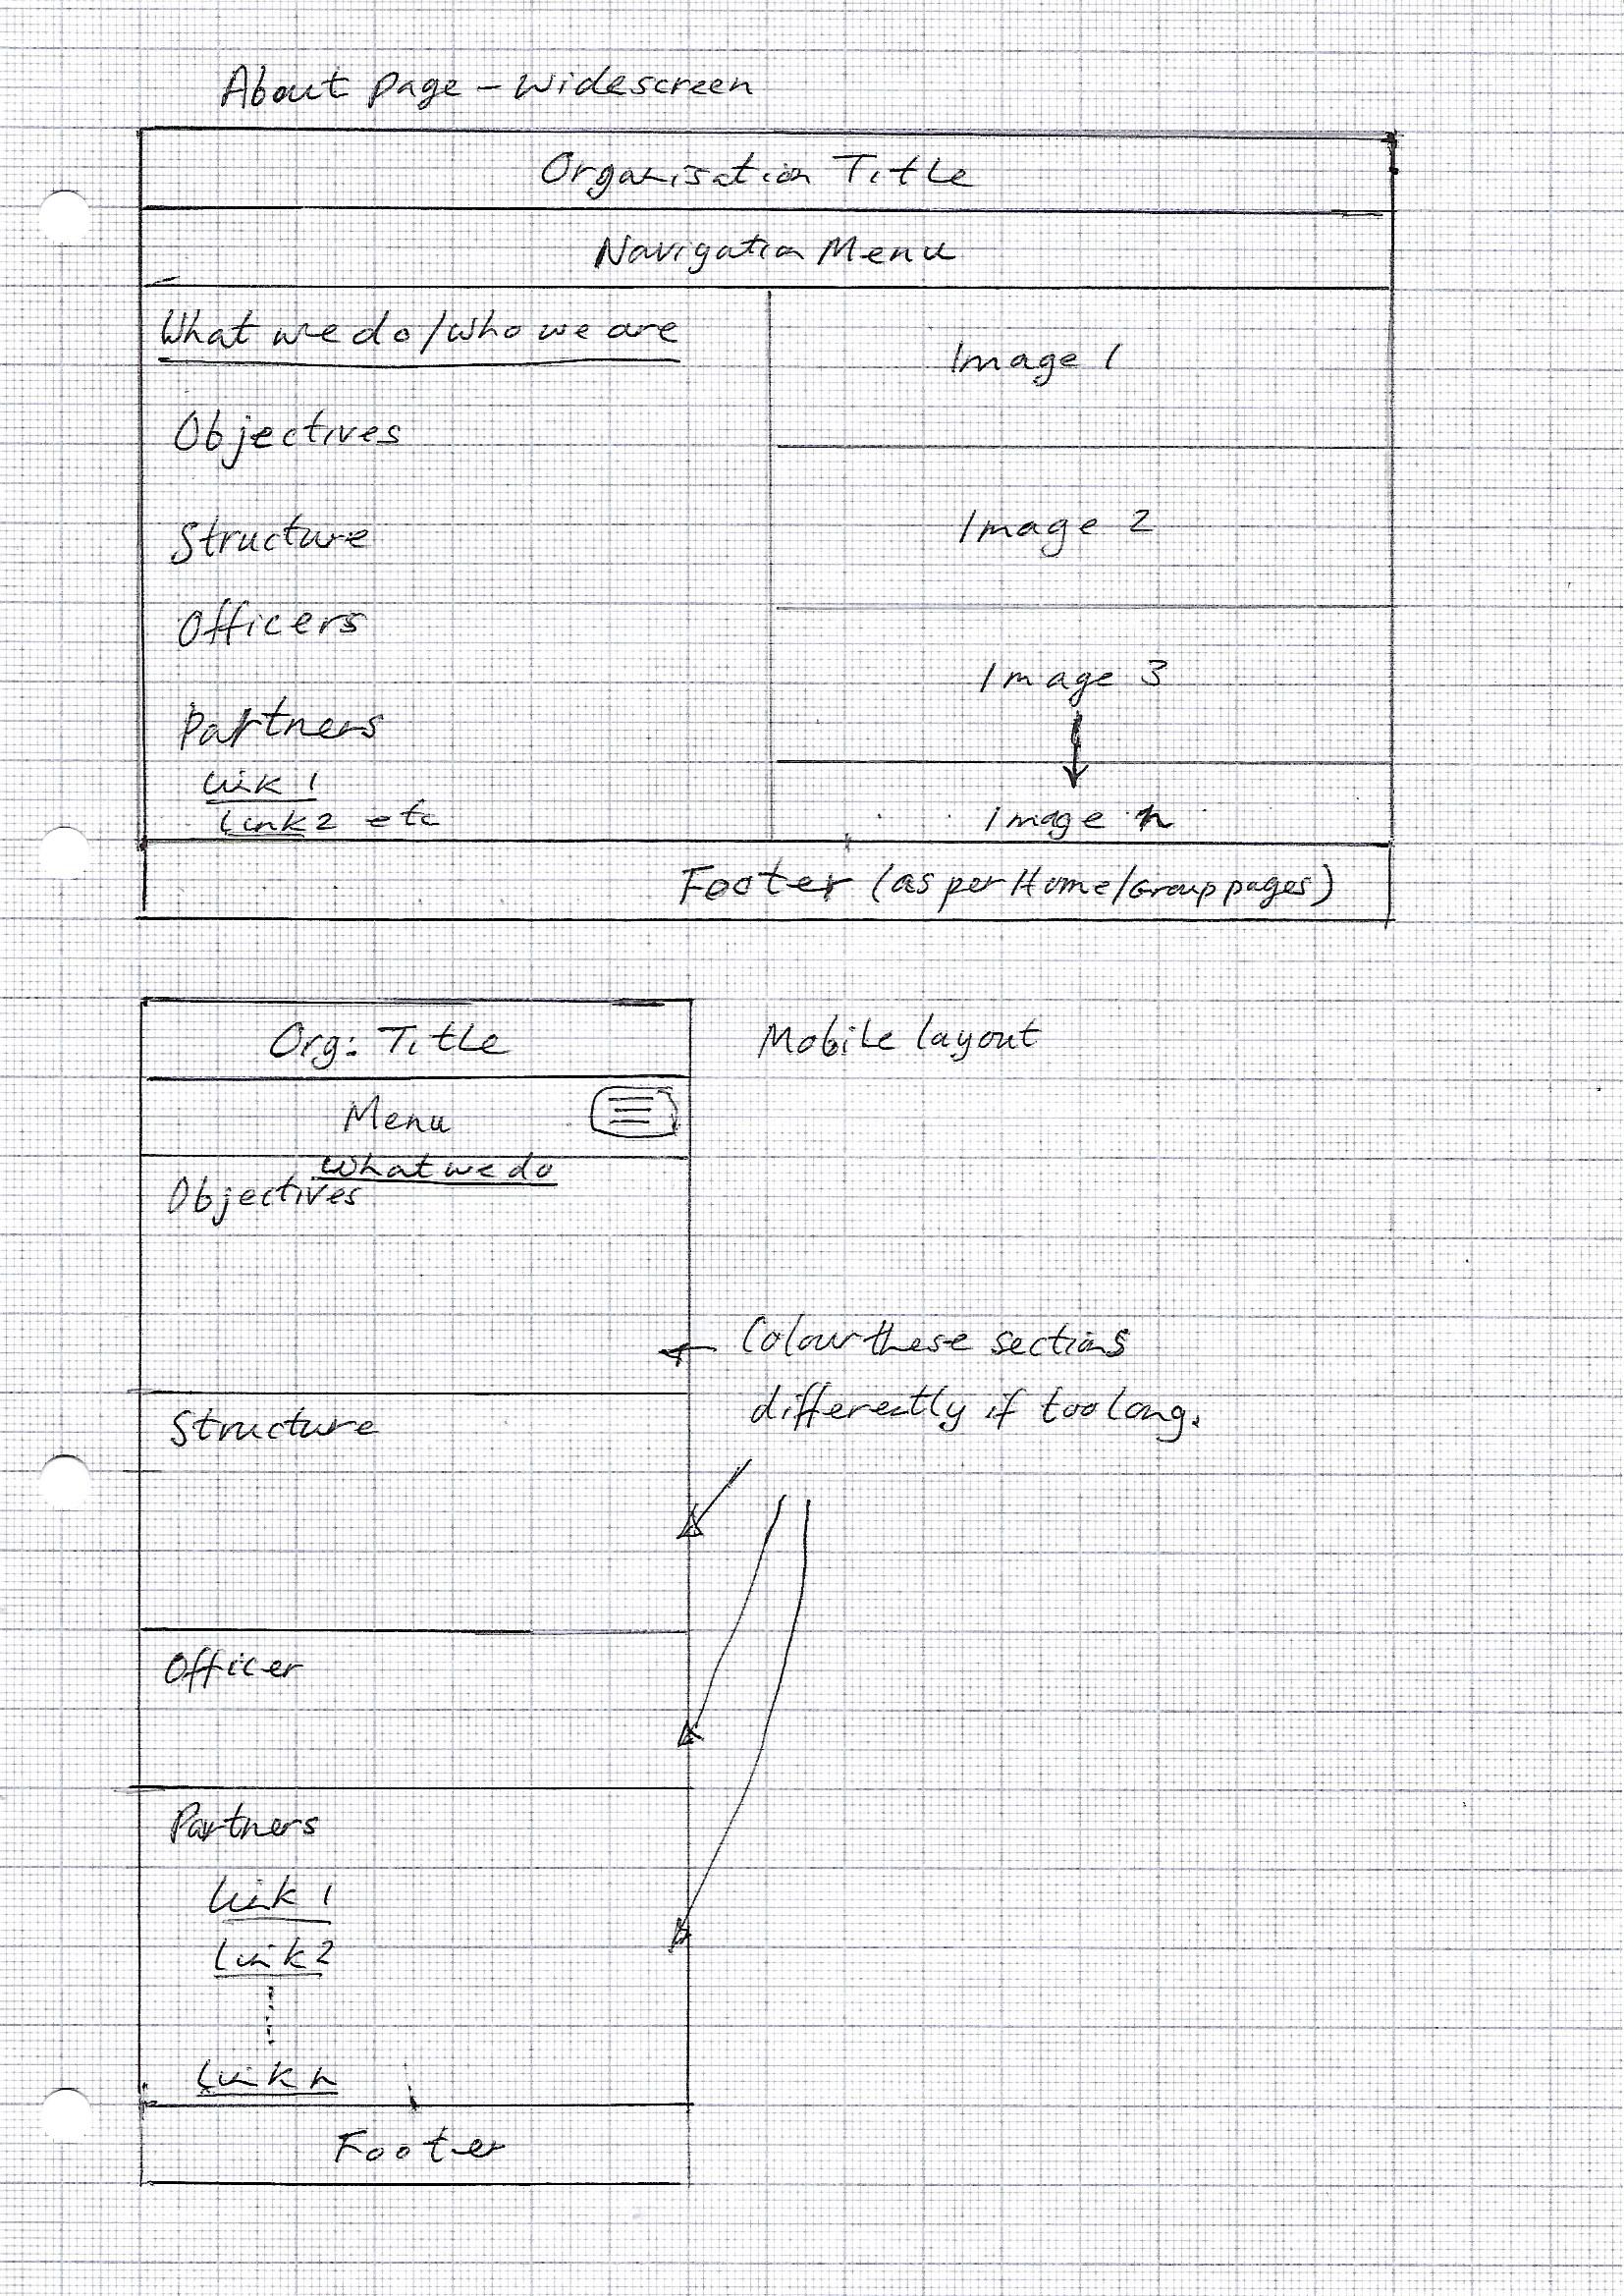 About page - Widescreen
Organisation Title
Navigation Menu
What we do/Who we are
Objectives
Structure
Officers
Partners
Link 1
Link 2 etc
Image 1
Image 2
Image 3
Image n
Footer (as per Home/Group pages)
Mobile layout
Org: Title
Menu
What we do
Objectives
Colour these sections
differently if too long.
Structure
Officer
Partners
Link 1
Link 2
Link n
Footer